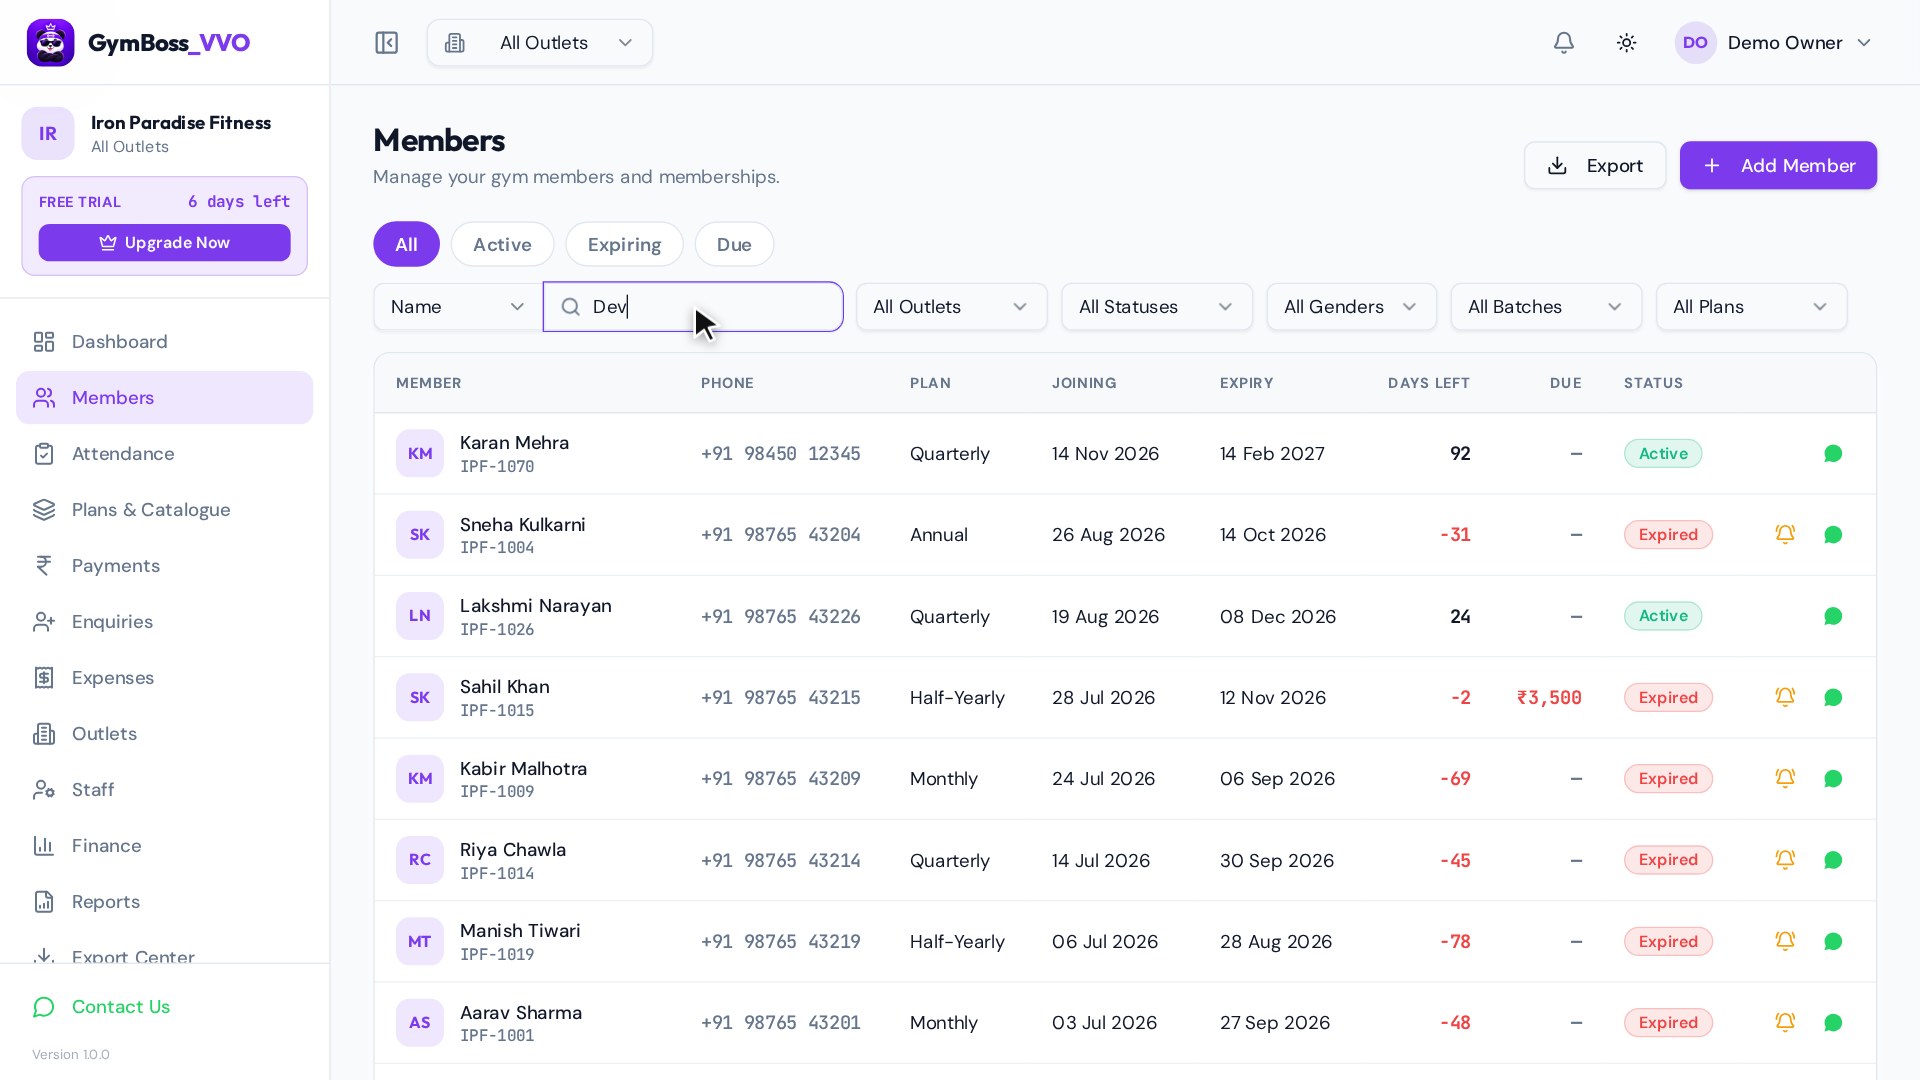 GymBoss_VVO
All Outlets
DO Demo Owner
IR Iron Paradise Fitness
All Outlets
FREE TRIAL 6 days left
Upgrade Now
Dashboard
Members
Attendance
Plans & Catalogue
Payments
Enquiries
Expenses
Outlets
Staff
Finance
Reports
Export Center
Contact Us
Version 1.0.0
Members
Manage your gym members and memberships.
Export
Add Member
All Active Expiring Due
Name Dev All Outlets All Statuses All Genders All Batches All Plans
MEMBER PHONE PLAN JOINING EXPIRY DAYS LEFT DUE STATUS
KM Karan Mehra +91 98450 12345 Quarterly 14 Nov 2026 14 Feb 2027 92 – Active
IPF-1070
SK Sneha Kulkarni +91 98765 43204 Annual 26 Aug 2026 14 Oct 2026 -31 – Expired
IPF-1004
LN Lakshmi Narayan +91 98765 43226 Quarterly 19 Aug 2026 08 Dec 2026 24 – Active
IPF-1026
SK Sahil Khan +91 98765 43215 Half-Yearly 28 Jul 2026 12 Nov 2026 -2 ₹3,500 Expired
IPF-1015
KM Kabir Malhotra +91 98765 43209 Monthly 24 Jul 2026 06 Sep 2026 -69 – Expired
IPF-1009
RC Riya Chawla +91 98765 43214 Quarterly 14 Jul 2026 30 Sep 2026 -45 – Expired
IPF-1014
MT Manish Tiwari +91 98765 43219 Half-Yearly 06 Jul 2026 28 Aug 2026 -78 – Expired
IPF-1019
AS Aarav Sharma +91 98765 43201 Monthly 03 Jul 2026 27 Sep 2026 -48 – Expired
IPF-1001